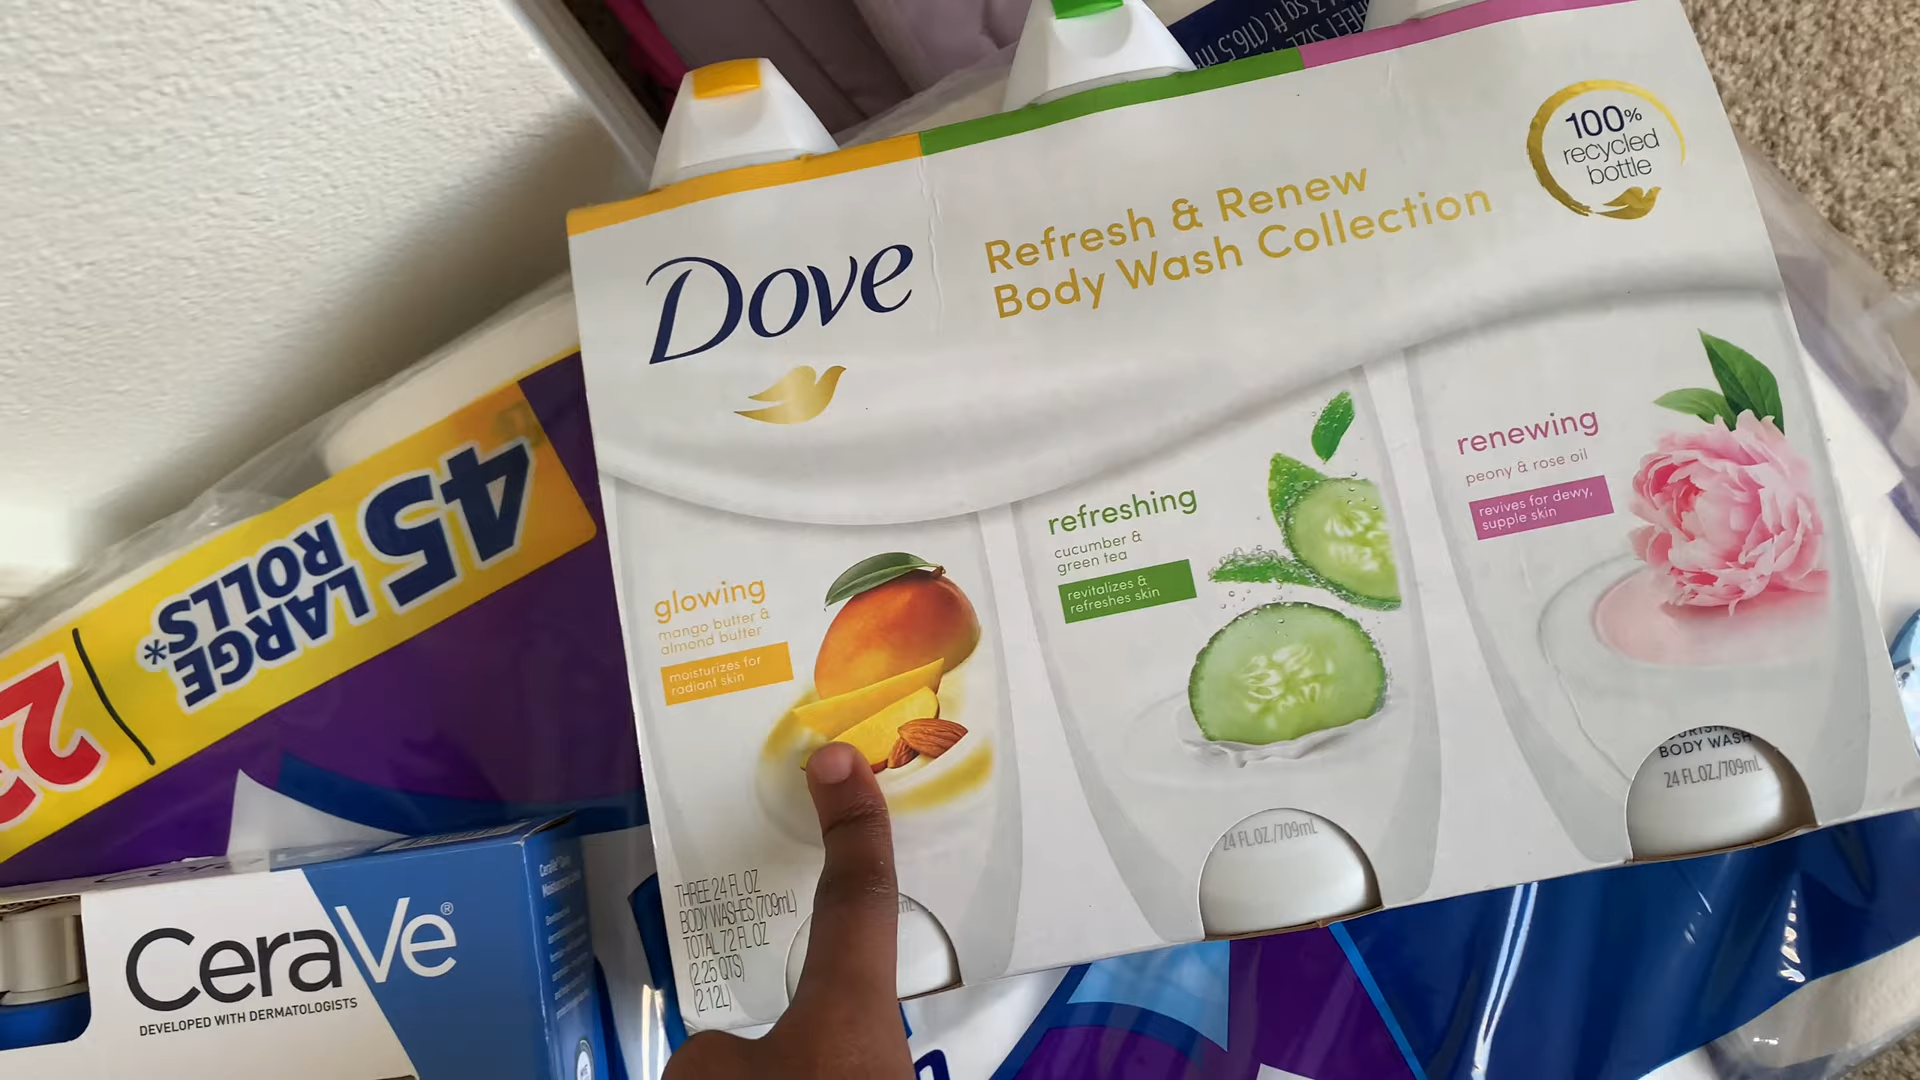 Dove
Refresh & Renew
Body Wash Collection
100%
recycled
bottle
glowing
mango butter &
almond butter
moisturizes for
radiant skin
refreshing
cucumber &
green tea
revitalizes &
refreshes skin
renewing
peony & rose oil
revives for dewy,
supple skin
BODY WASH
24 FL.OZ./709mL
24 FL.OZ./709mL
THREE 24 FL OZ
BODY WASHES (709mL)
TOTAL 72 FL OZ
(2.25 QTS)
(2.12L)
45 LARGE
ROLLS*
CeraVe®
DEVELOPED WITH DERMATOLOGISTS